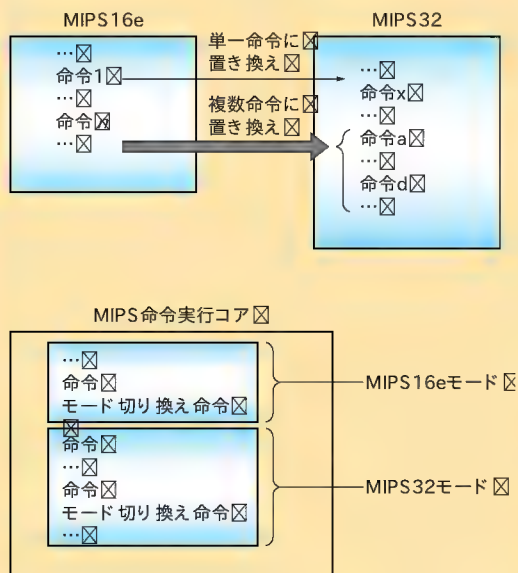 MIPS16e
MIPS32
…
命令1
…
命令
…
単一命令に
置き換え
複数命令に
置き換え
…
命令x
…
命令a
…
命令d
…
MIPS命令実行コア
…
命令
モード切り換え命令
命令
…
命令
モード切り換え命令
…
MIPS16eモード
MIPS32モード